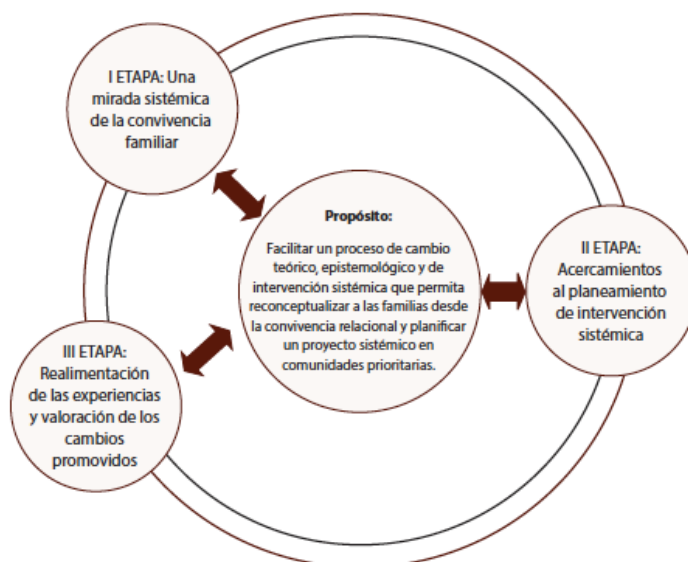 I ETAPA: Una
mirada sistémica
de la convivencia
familiar
Propósito:
Facilitar un proceso de cambio
teórico, epistemológico y de
intervención sistémica que permita
reconceptualizar a las familias desde
la convivencia relacional y planificar
un proyecto sistémico en
comunidades prioritarias.
II ETAPA:
Acercamientos
al planeamiento
de intervención
sistémica
III ETAPA:
Realimentación
de las experiencias
y valoración de los
cambios
promovidos